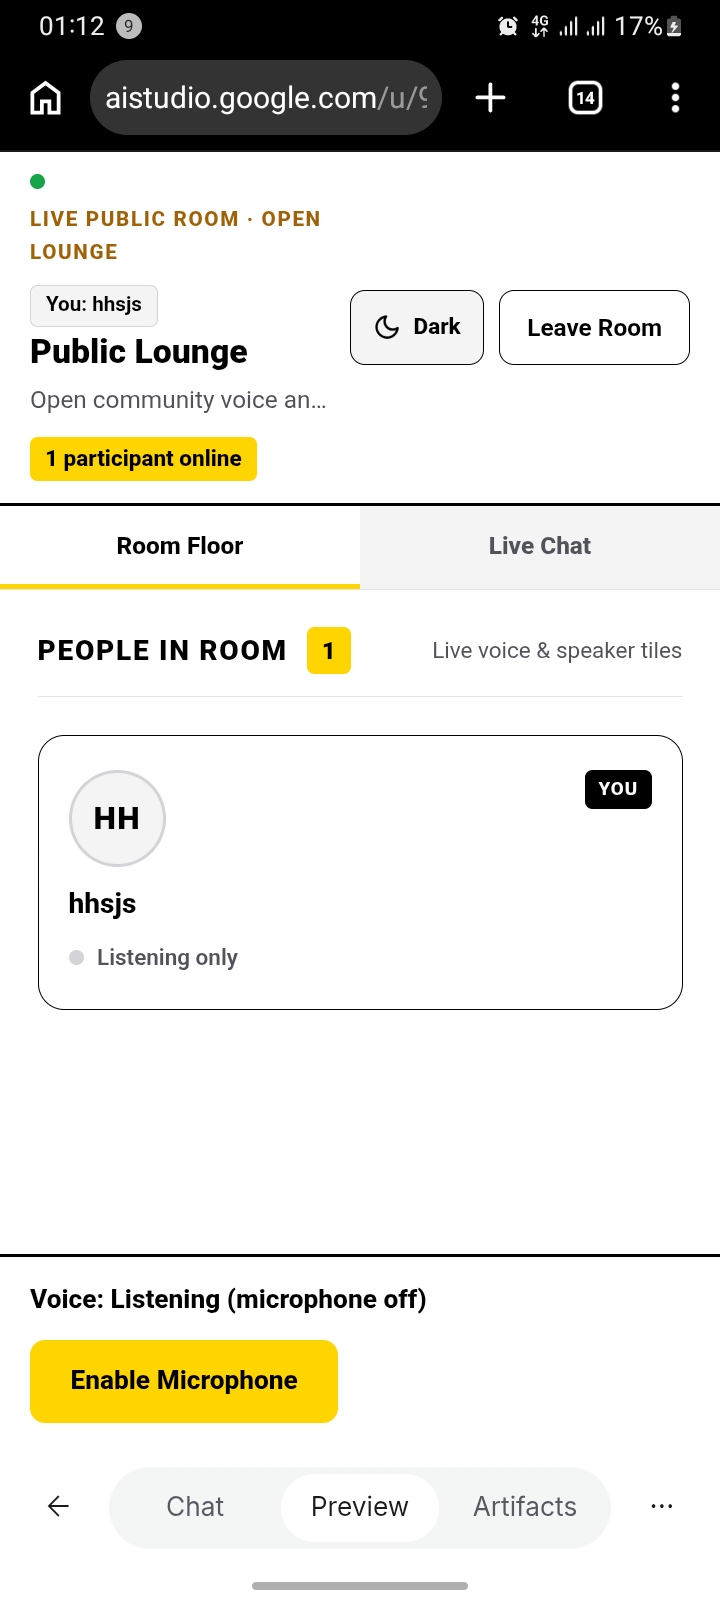 01:12 9 4G 17%
aistudio.google.com/u/9 14
LIVE PUBLIC ROOM · OPEN
LOUNGE
You: hhsjs
Public Lounge
Open community voice an...
1 participant online
Dark
Leave Room
Room Floor
Live Chat
PEOPLE IN ROOM 1
Live voice & speaker tiles
HH
YOU
hhsjs
Listening only
Voice: Listening (microphone off)
Enable Microphone
Chat
Preview
Artifacts